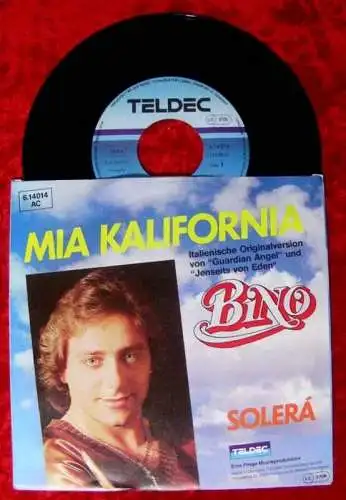 TELDEC
6.14014
AC
MIA KALIFORNIA
Italienische Originalversion
von "Guardian Angel" und
"Jenseits von Eden"
BINO
SOLERÁ
TELDEC